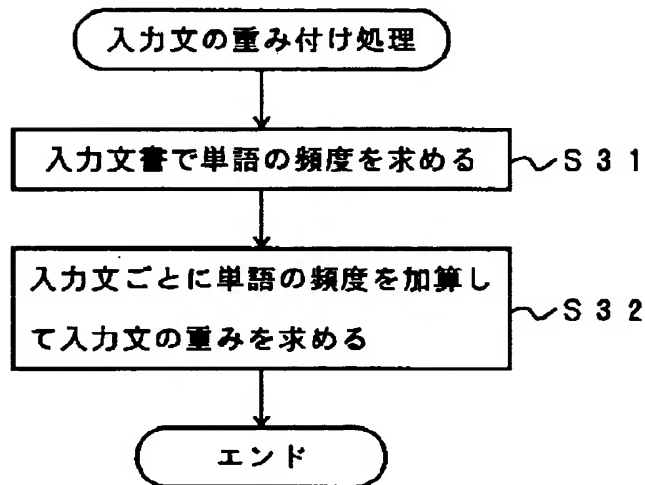 入力文の重み付け処理
入力文書で単語の頻度を求める
S31
入力文ごとに単語の頻度を加算し
て入力文の重みを求める
S32
エンド